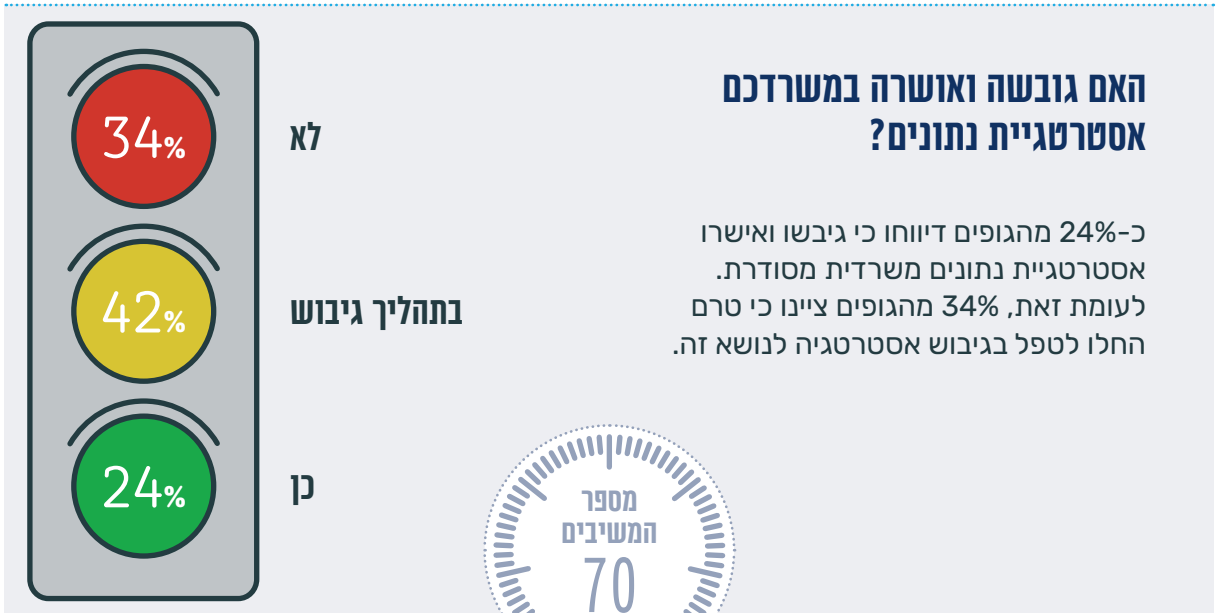 האם גובשה ואושרה במשרדכם
אסטרטגיית נתונים?
כ-24% מהגופים דיווחו כי גיבשו ואישרו
אסטרטגיית נתונים משרדית מסודרת.
לעומת זאת, 34% מהגופים ציינו כי טרם
החלו לטפל בגיבוש אסטרטגיה לנושא זה.
לא
34%
בתהליך גיבוש
42%
כן
24%
מספר
המשיבים
70